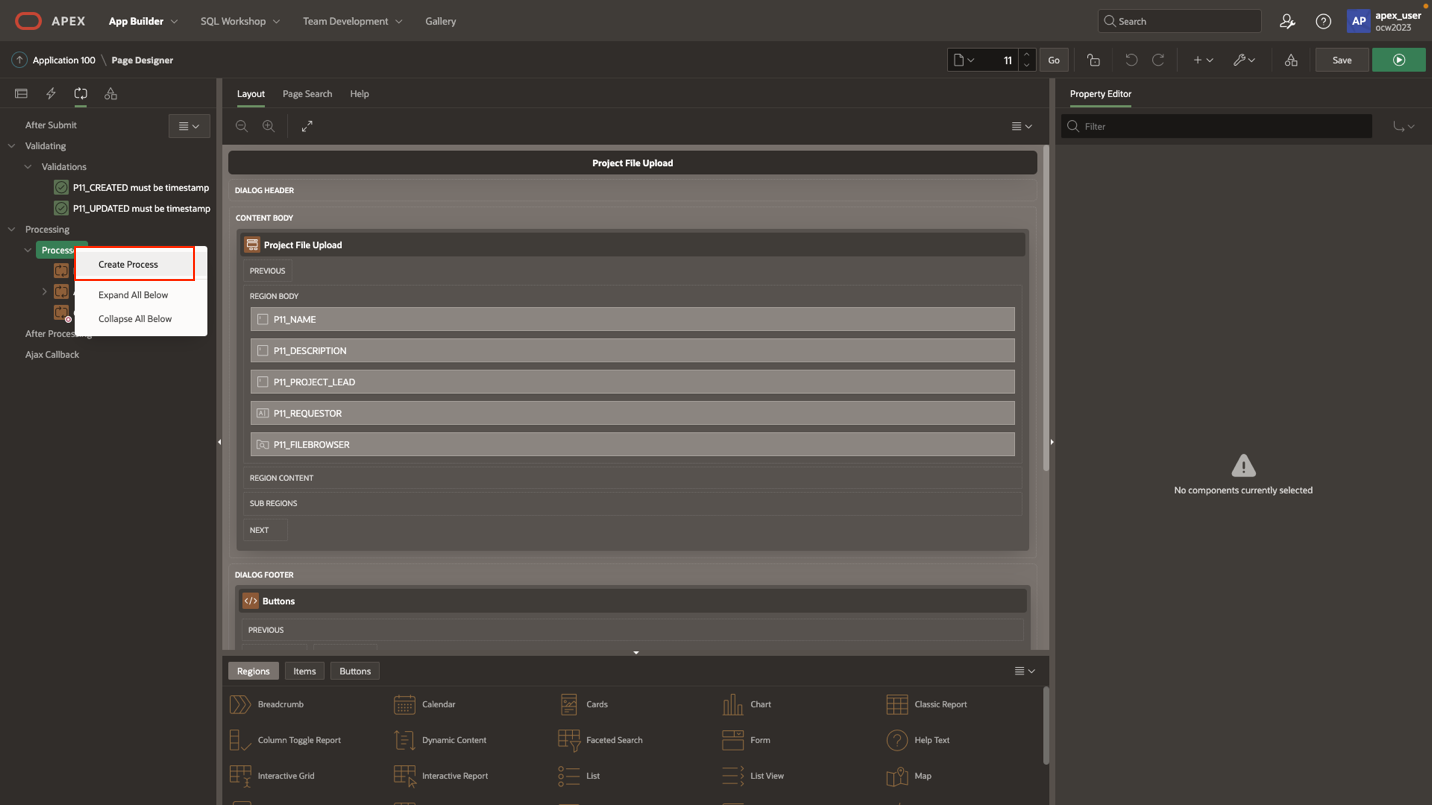 APEX
App Builder
SQL Workshop
Team Development
Gallery
Search
AP
apex_user
ocw2023
Application 100 \ Page Designer
11
Go
Save
Layout
Page Search
Help
Property Editor
Filter
After Submit
Validating
Validations
P11_CREATED must be timestamp
P11_UPDATED must be timestamp
Processing
Create Process
Expand All Below
Collapse All Below
After Processing
Ajax Callback
Project File Upload
DIALOG HEADER
CONTENT BODY
Project File Upload
PREVIOUS
REGION BODY
P11_NAME
P11_DESCRIPTION
P11_PROJECT_LEAD
P11_REQUESTOR
P11_FILEBROWSER
REGION CONTENT
SUB REGIONS
NEXT
DIALOG FOOTER
Buttons
PREVIOUS
No components currently selected
Regions
Items
Buttons
Breadcrumb
Calendar
Cards
Chart
Classic Report
Column Toggle Report
Dynamic Content
Faceted Search
Form
Help Text
Interactive Grid
Interactive Report
List
List View
Map